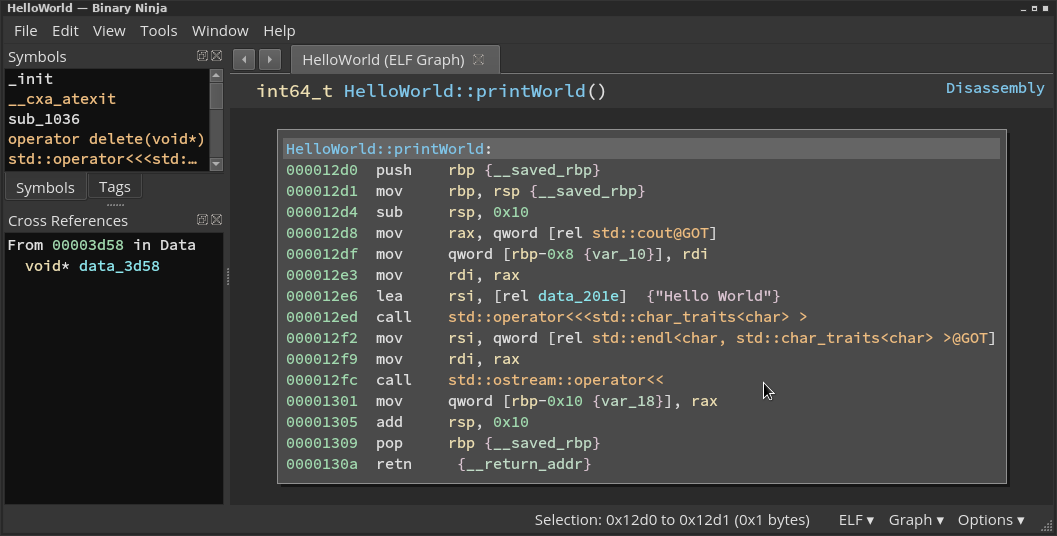 HelloWorld — Binary Ninja
File Edit View Tools Window Help
Symbols
_init
__cxa_atexit
sub_1036
operator delete(void*)
std::operator<<<std:…
Symbols Tags
Cross References
From 00003d58 in Data
void* data_3d58
HelloWorld (ELF Graph)
int64_t HelloWorld::printWorld()
Disassembly
HelloWorld::printWorld:
000012d0 push rbp {__saved_rbp}
000012d1 mov rbp, rsp {__saved_rbp}
000012d4 sub rsp, 0x10
000012d8 mov rax, qword [rel std::cout@GOT]
000012df mov qword [rbp-0x8 {var_10}], rdi
000012e3 mov rdi, rax
000012e6 lea rsi, [rel data_201e] {"Hello World"}
000012ed call std::operator<<<std::char_traits<char> >
000012f2 mov rsi, qword [rel std::endl<char, std::char_traits<char> >@GOT]
000012f9 mov rdi, rax
000012fc call std::ostream::operator<<
00001301 mov qword [rbp-0x10 {var_18}], rax
00001305 add rsp, 0x10
00001309 pop rbp {__saved_rbp}
0000130a retn {__return_addr}
Selection: 0x12d0 to 0x12d1 (0x1 bytes) ELF ▾ Graph ▾ Options ▾